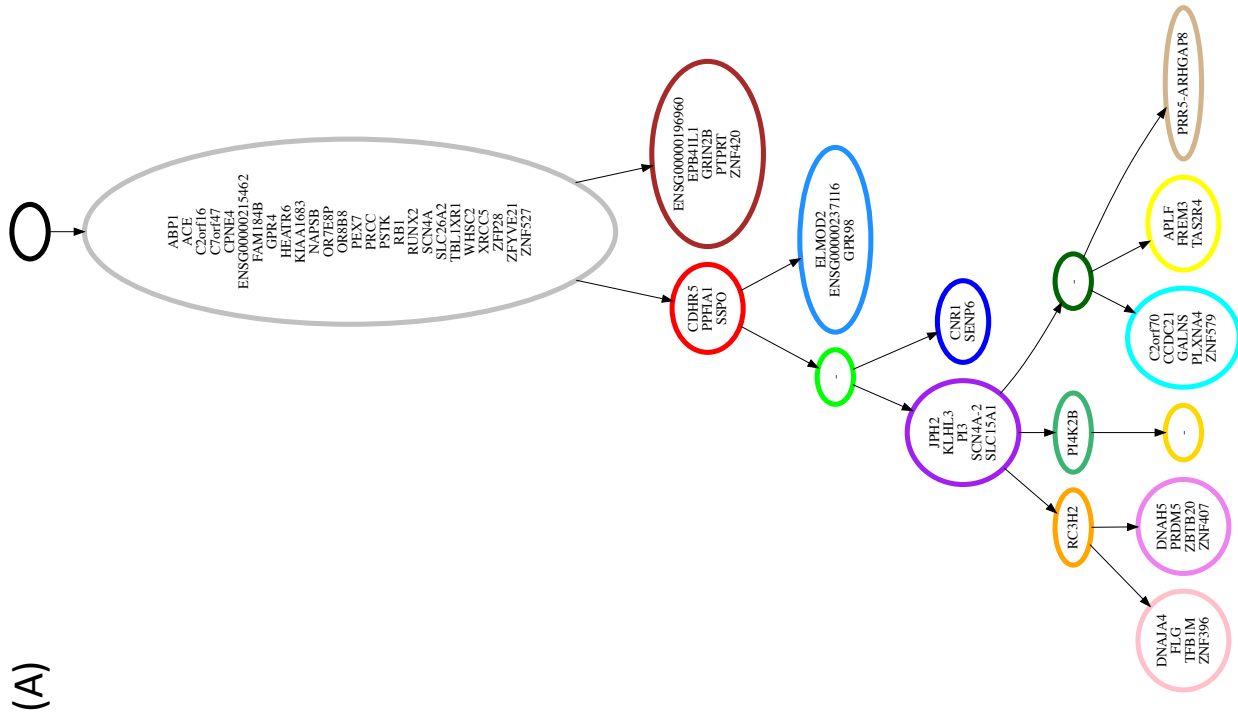 (A)
ABP1
ACE
C2orf16
C7orf47
CPNE4
ENSG00000215462
FAM184B
GPR4
HEATR6
KIAA1683
NAPSB
OR7E8P
OR8B8
PEX7
PRCC
PSTK
RB1
RUNX2
SCN4A
SLC26A2
TBL1XR1
WHSC2
XRCC5
ZFP28
ZFYVE21
ZNF527
CDHR5
PPFIA1
SSPO
ENSG00000196960
EPB41L1
GRIN2B
PTPRT
ZNF420
-
ELMOD2
ENSG00000237116
GPR98
JPH2
KLHL3
PI3
SCN4A-2
SLC15A1
CNR1
SENP6
RC3H2
PI4K2B
-
DNAJA4
FLG
TFB1M
ZNF396
DNAH5
PRDM5
ZBTB20
ZNF407
-
C2orf70
CCDC21
GALNS
PLXNA4
ZNF579
APLF
FREM3
TAS2R4
PRR5-ARHGAP8